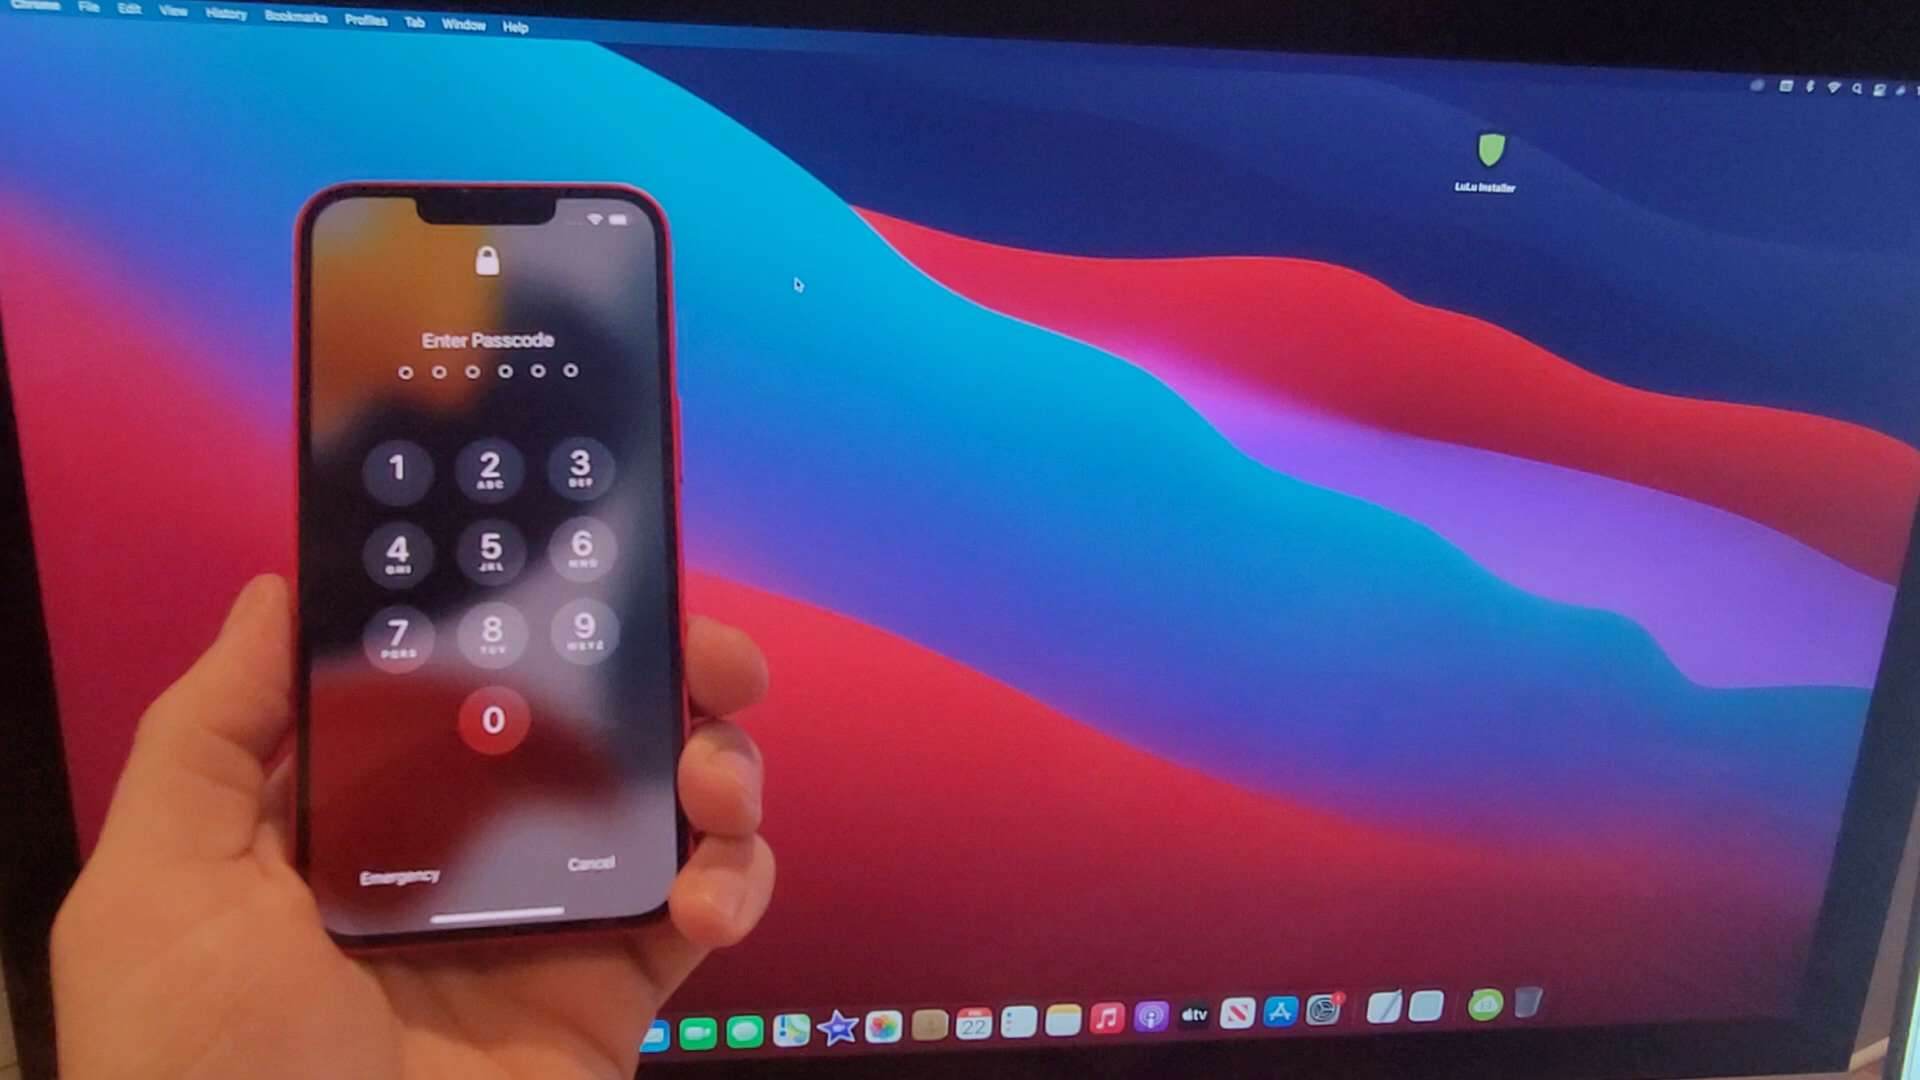 Chrome File Edit View History Bookmarks Profiles Tab Window Help
LuLu Installer
Enter Passcode
1 2 3
ABC DEF
4 5 6
GHI JKL MNO
7 8 9
PQRS TUV WXYZ
0
Emergency Cancel
22
tv